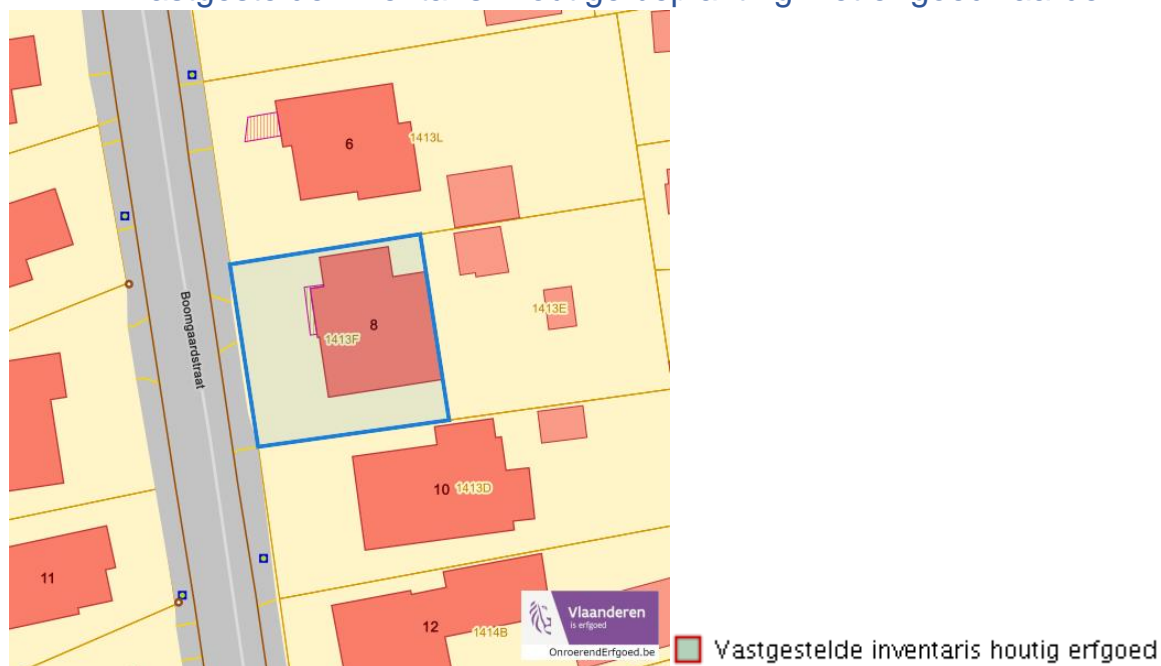 6
1413L
Boomgaardstraat
8
1413E
1413F
10 1413D
11
12
1414B
Vlaanderen
is erfgoed
OnroerendErfgoed.be
Vastgestelde inventaris houtig erfgoed